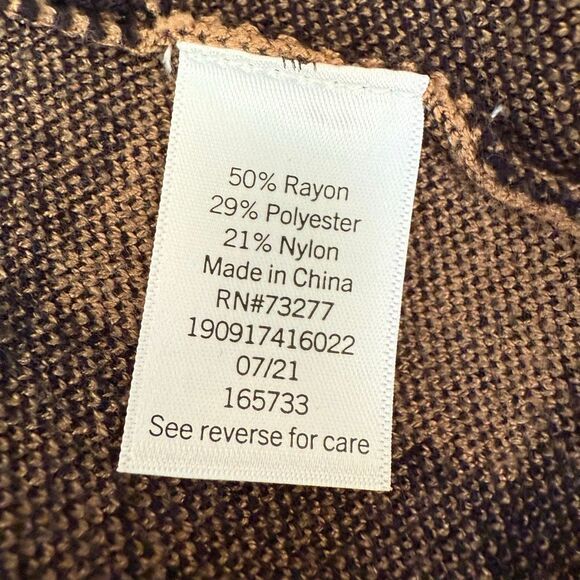 50% Rayon
29% Polyester
21% Nylon
Made in China
RN#73277
190917416022
07/21
165733
See reverse for care